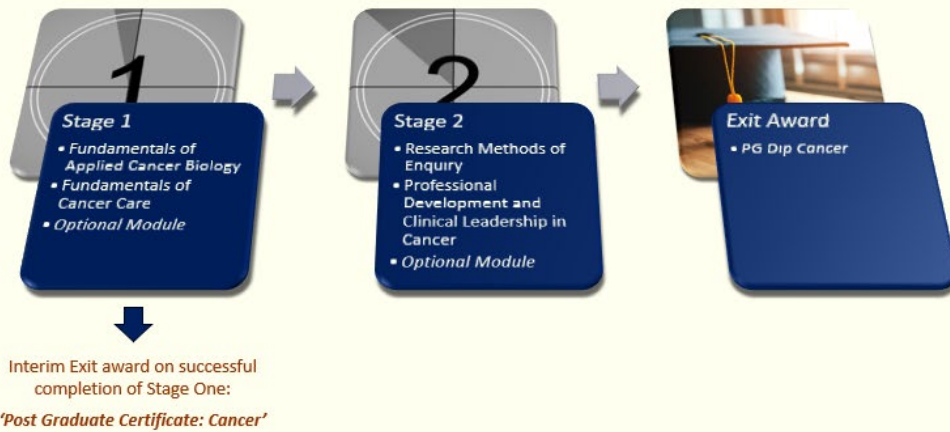 1
Stage 1
▪ Fundamentals of
Applied Cancer Biology
▪ Fundamentals of
Cancer Care
▪ Optional Module
2
Stage 2
▪ Research Methods of
Enquiry
▪ Professional
Development and
Clinical Leadership in
Cancer
▪ Optional Module
Exit Award
▪ PG Dip Cancer
Interim Exit award on successful
completion of Stage One:
'Post Graduate Certificate: Cancer'